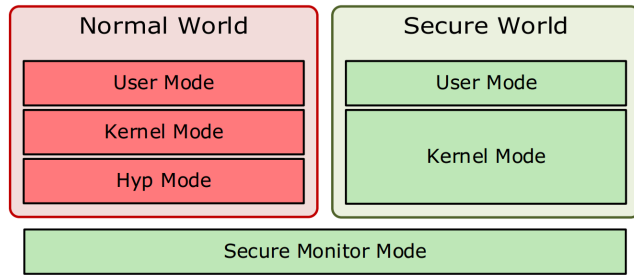 Normal World
User Mode
Kernel Mode
Hyp Mode
Secure World
User Mode
Kernel Mode
Secure Monitor Mode